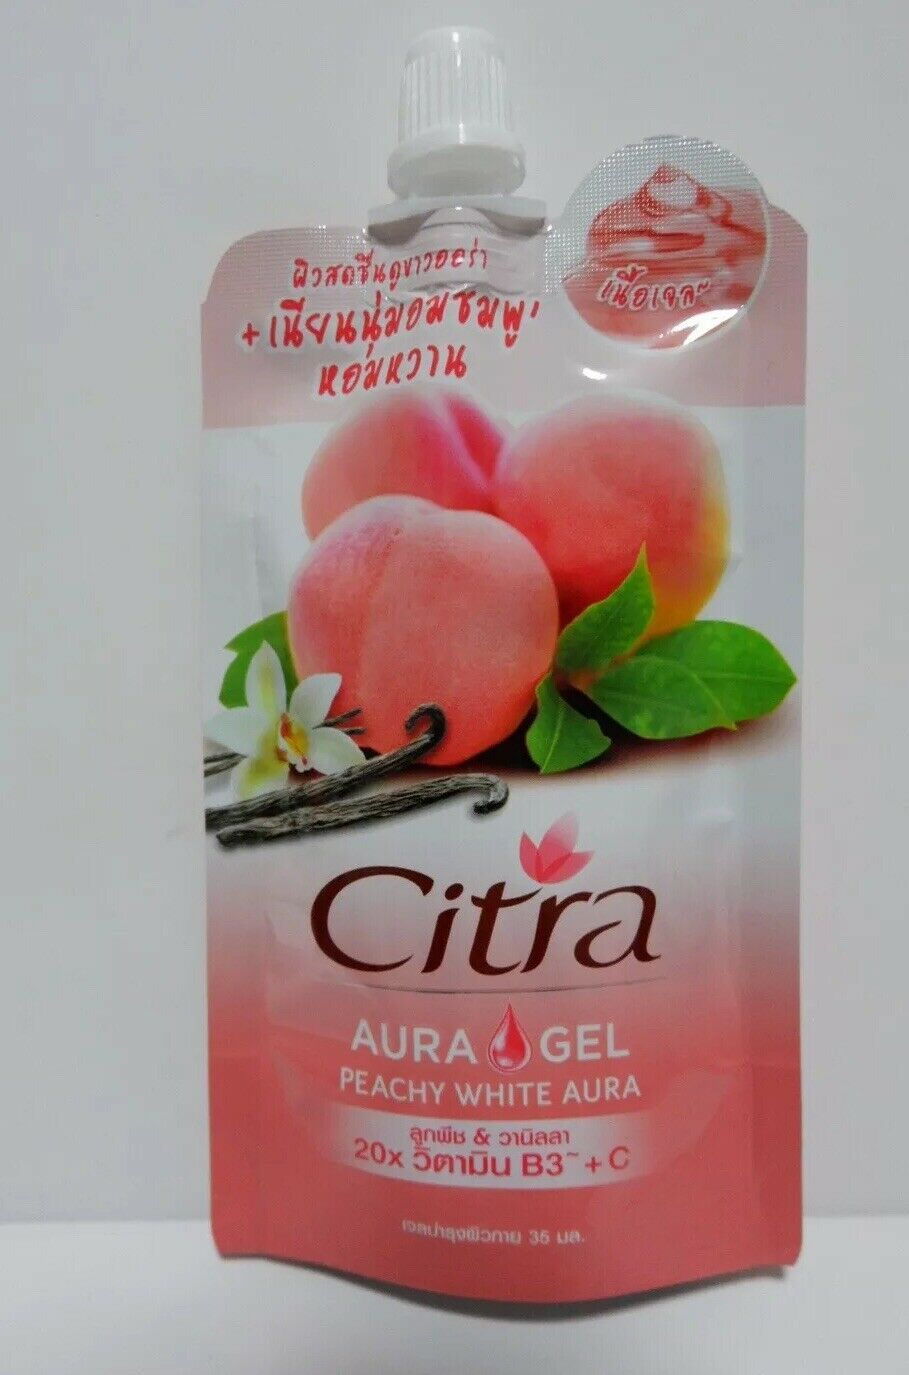 ผิวสดชื่นดูขาวออร่า
+เนียนนุ่มอมชมพู
หอมหวาน
เนื้อเจล~
Citra
AURA GEL
PEACHY WHITE AURA
ลูกพีช & วานิลลา
20x วิตามิน B3~ + C
เจลบำรุงผิวกาย 35 มล.